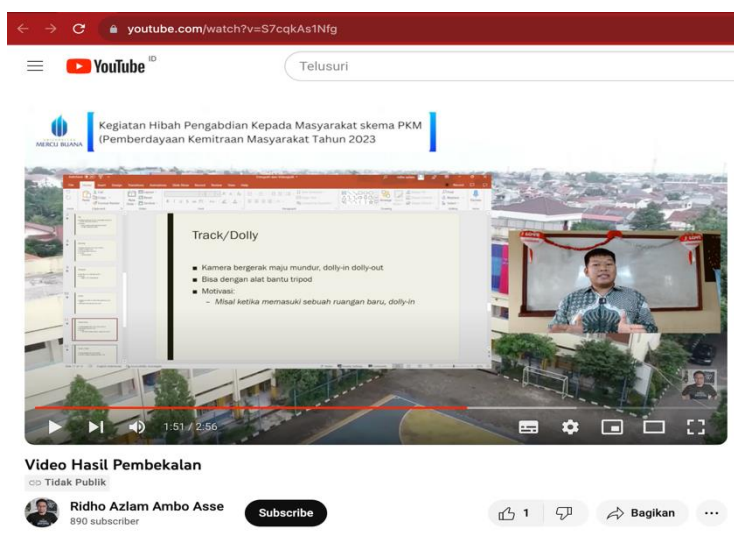 youtube.com/watch?v=S7cqkAs1Nfg
YouTube ID
Telusuri
MERCU BUANA
Kegiatan Hibah Pengabdian Kepada Masyarakat skema PKM
(Pemberdayaan Kemitraan Masyarakat Tahun 2023
Track/Dolly
Kamera bergerak maju mundur, dolly-in dolly-out
Bisa dengan alat bantu tripod
Motivasi:
– Misal ketika memasuki sebuah ruangan baru, dolly-in
1:51 / 2:56
Video Hasil Pembekalan
Tidak Publik
Ridho Azlam Ambo Asse
890 subscriber
Subscribe
1
Bagikan